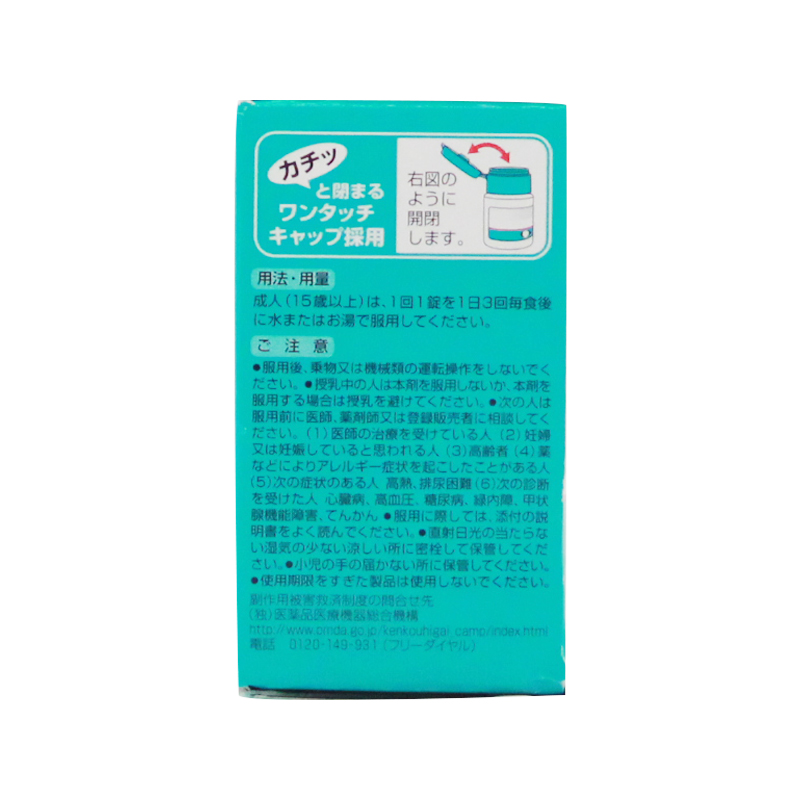 カチッ
と閉まる
ワンタッチ
キャップ採用
右図の
ように
開閉
します。
用法・用量
成人(15歳以上)は、1回1錠を1日3回毎食後
に水またはお湯で服用してください。
ご注意
●服用後、乗物又は機械類の運転操作をしないでく
ださい。●授乳中の人は本剤を服用しないか、本剤を
服用する場合は授乳を避けてください。●次の人は
服用前に医師、薬剤師又は登録販売者に相談してく
ださい。(1)医師の治療を受けている人 (2)妊婦
又は妊娠していると思われる人 (3)高齢者 (4)薬
などによりアレルギー症状を起こしたことがある人
(5)次の症状のある人 高熱、排尿困難 (6)次の診断
を受けた人 心臓病、高血圧、糖尿病、緑内障、甲状
腺機能障害、てんかん ●服用に際しては、添付の説
明書をよく読んでください。●直射日光の当たらな
い湿気の少ない涼しい所に密栓して保管してくだ
さい。●小児の手の届かない所に保管してください。
●使用期限をすぎた製品は使用しないでください。
副作用被害救済制度の問合せ先
(独)医薬品医療機器総合機構
http://www.pmda.go.jp/kenkouhigai_camp/index.html
電話 0120-149-931(フリーダイヤル)